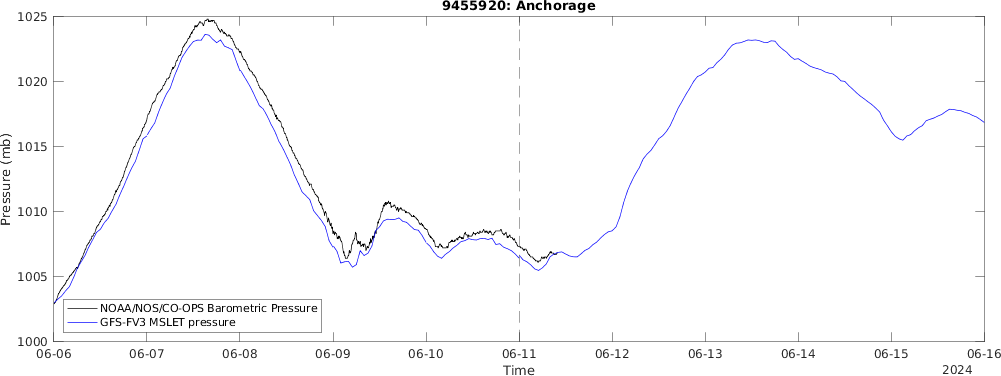 9455920: Anchorage
Pressure (mb)
1025
1020
1015
1010
1005
1000
NOAA/NOS/CO-OPS Barometric Pressure
GFS-FV3 MSLET pressure
06-06 06-07 06-08 06-09 06-10 06-11 06-12 06-13 06-14 06-15 06-16
Time
2024